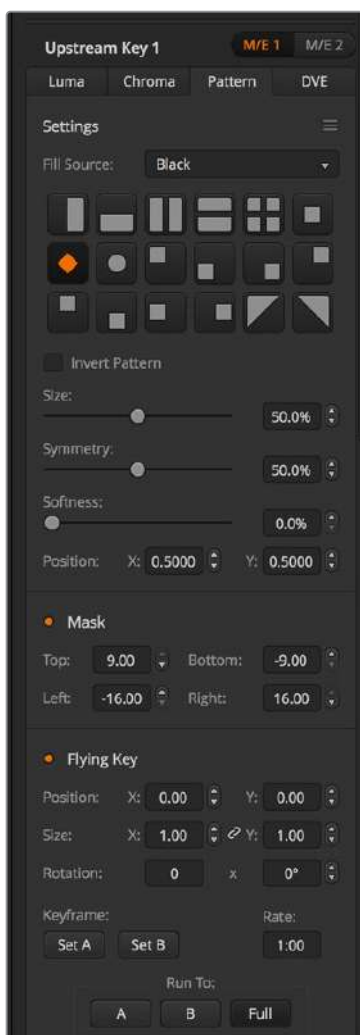 Upstream Key 1 M/E 1 M/E 2
Luma Chroma Pattern DVE
Settings
Fill Source: Black
Invert Pattern
Size:
50.0%
Symmetry:
50.0%
Softness:
0.0%
Position: X: 0.5000 Y: 0.5000
Mask
Top: 9.00 Bottom: -9.00
Left: -16.00 Right: 16.00
Flying Key
Position: X: 0.00 Y: 0.00
Size: X: 1.00 Y: 1.00
Rotation: 0 x 0°
Keyframe: Rate:
Set A Set B 1:00
Run To:
A B Full